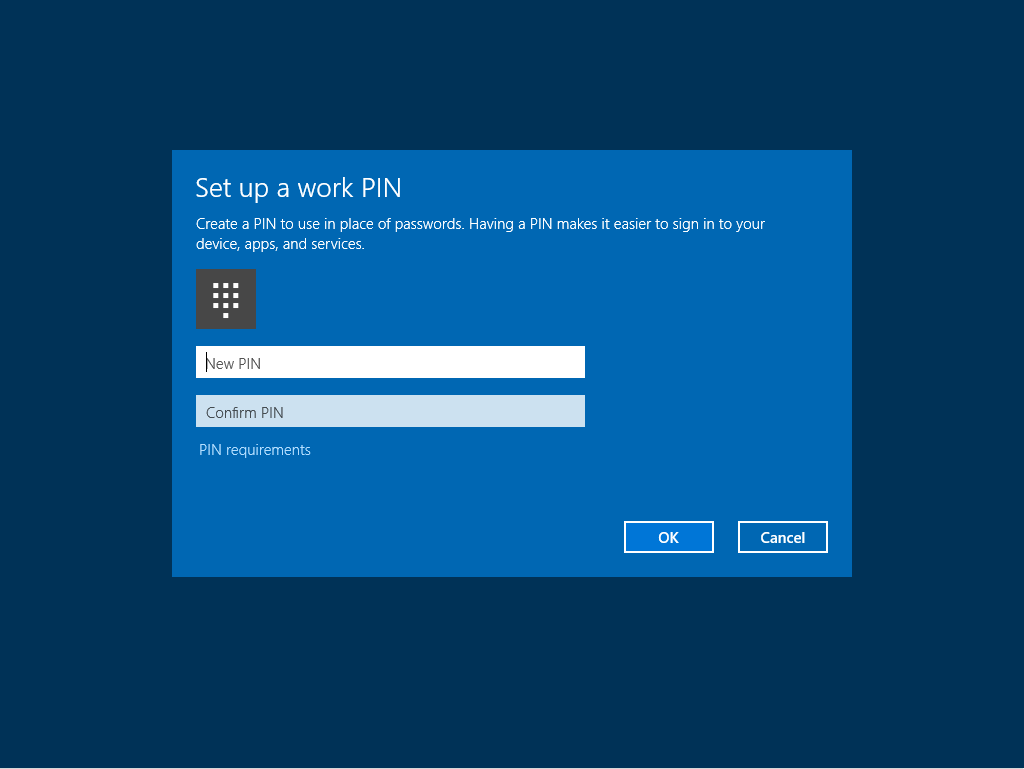 Set up a work PIN
Create a PIN to use in place of passwords. Having a PIN makes it easier to sign in to your
device, apps, and services.
New PIN
Confirm PIN
PIN requirements
OK
Cancel